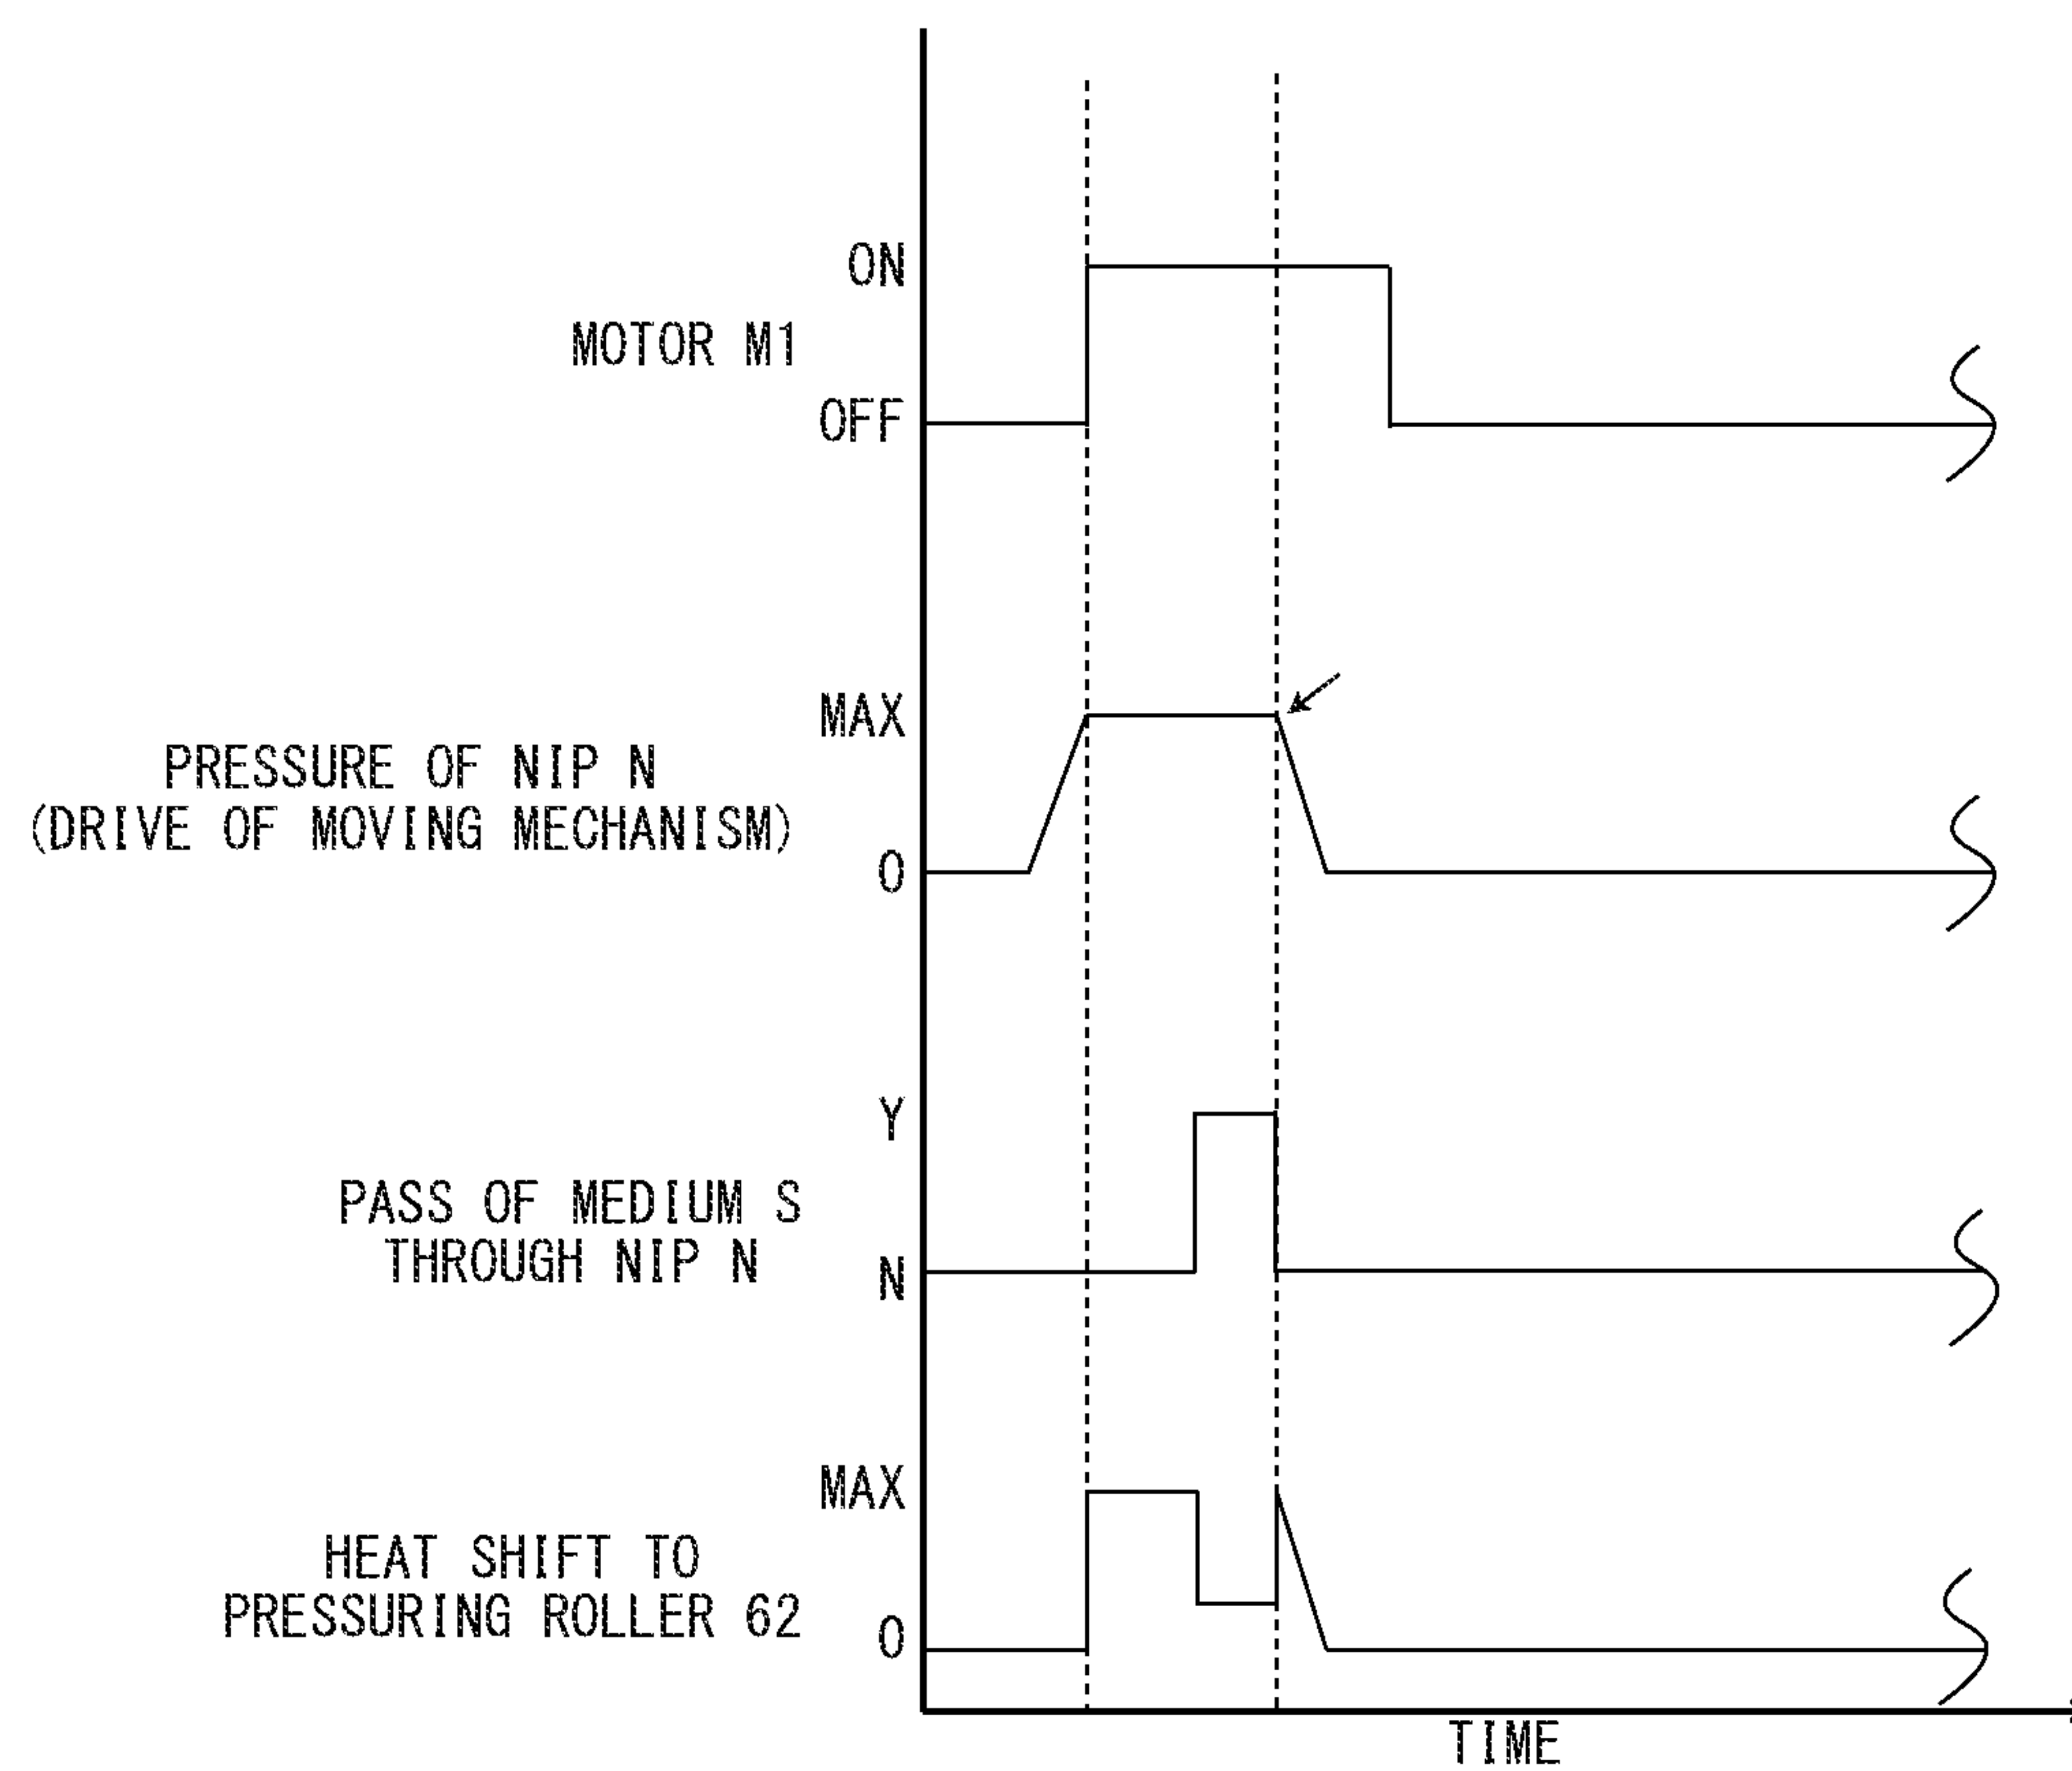 ON
MOTOR M1
OFF
MAX
PRESSURE OF NIP N
(DRIVE OF MOVING MECHANISM)
0
Y
PASS OF MEDIUM S
THROUGH NIP N
N
MAX
HEAT SHIFT TO
PRESSURING ROLLER 62
0
TIME